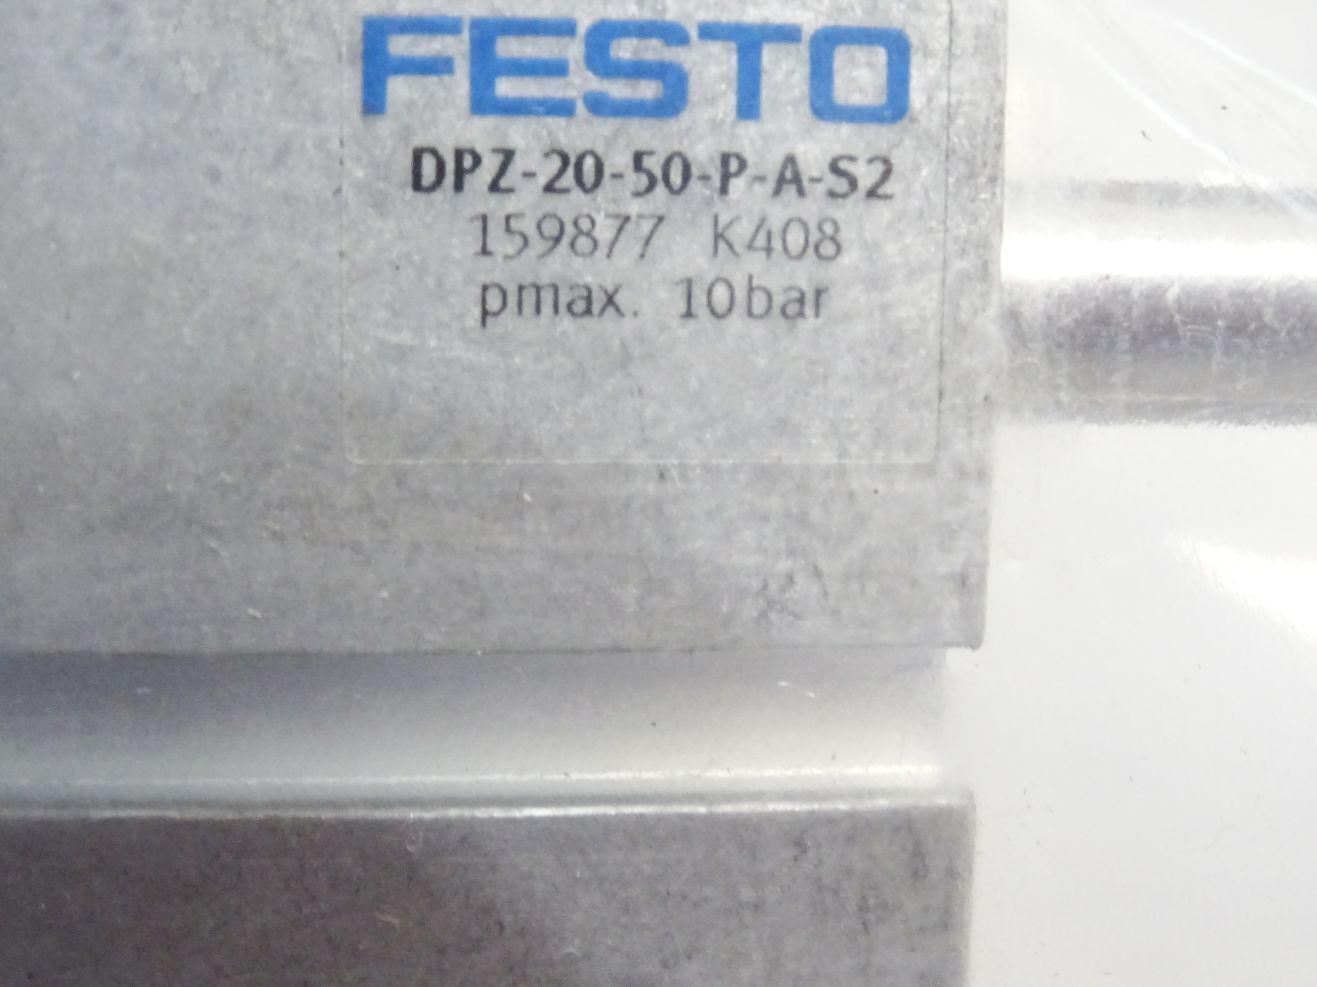 FESTO
DPZ-20-50-P-A-S2
159877 K408
pmax. 10bar